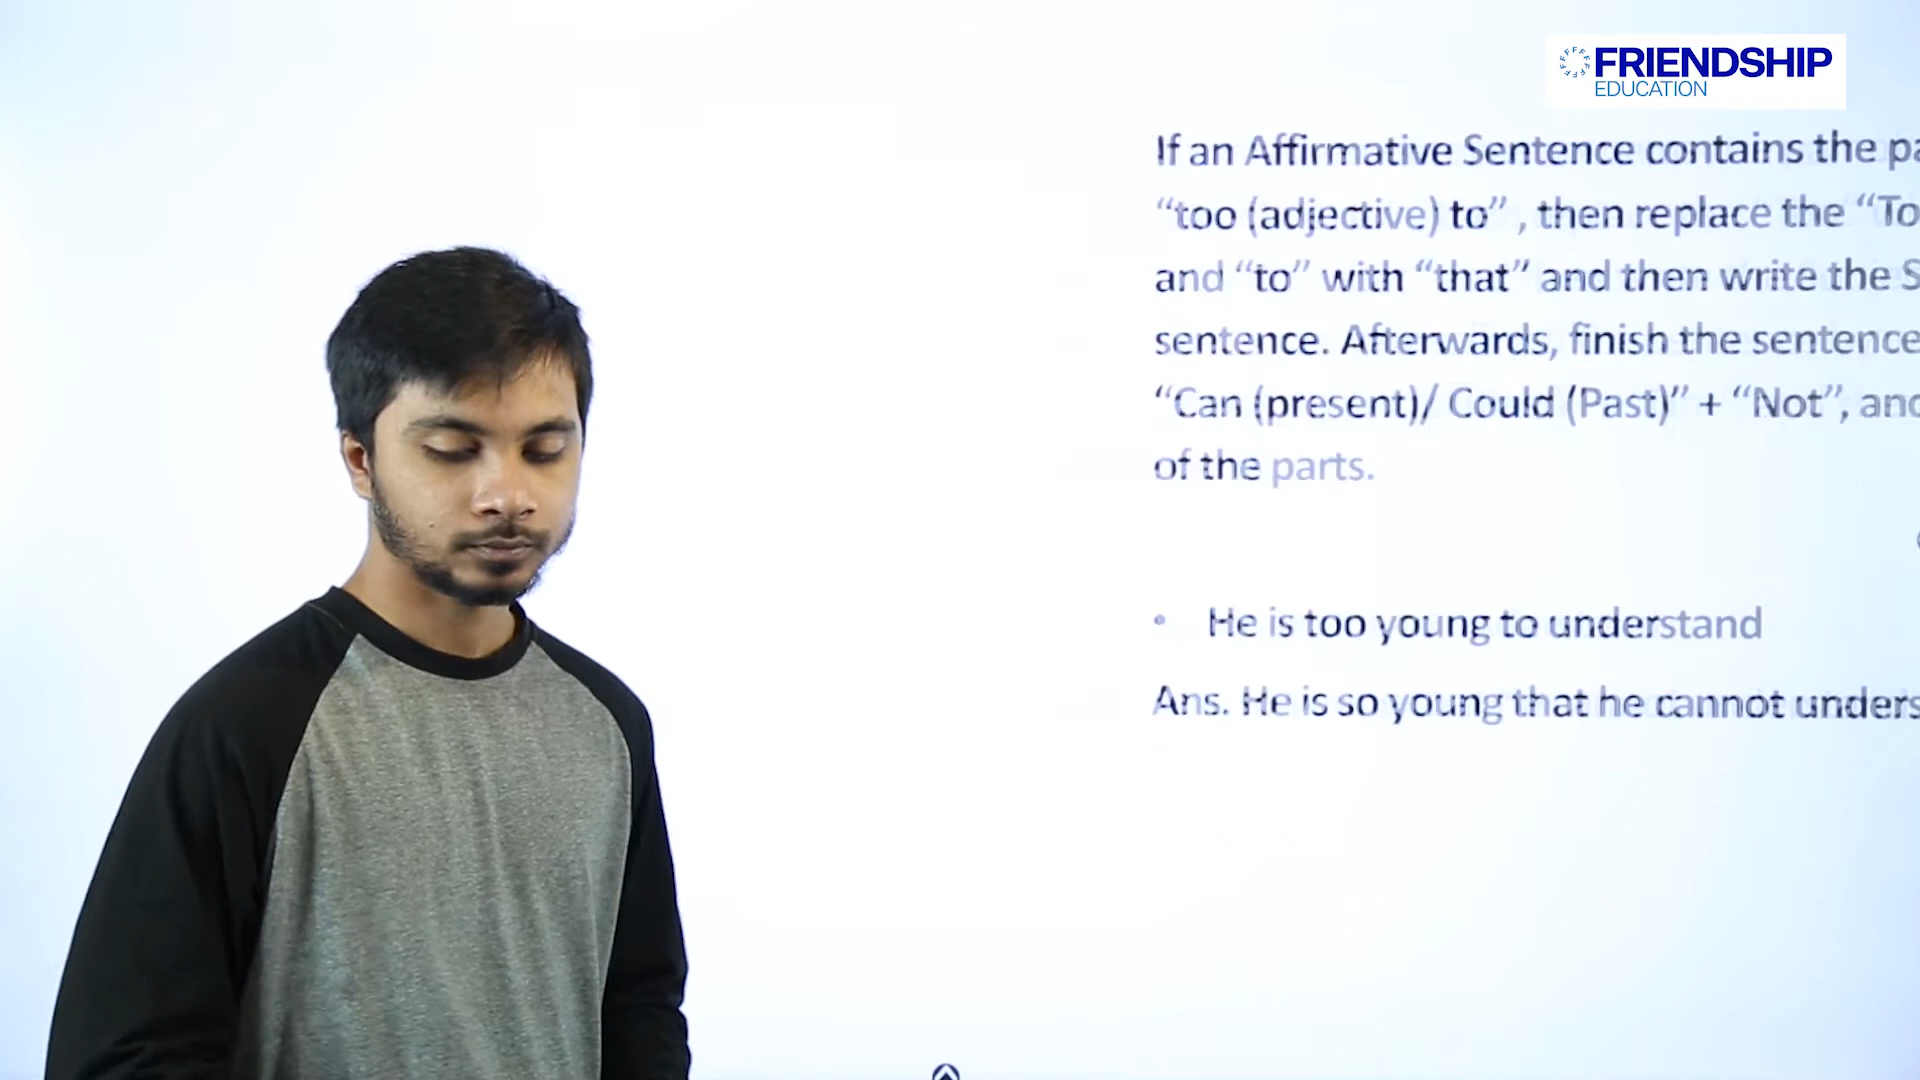 FRIENDSHIP
EDUCATION
If an Affirmative Sentence contains the pa
“too (adjective) to” , then replace the “To
and “to” with “that” and then write the S
sentence. Afterwards, finish the sentence
“Can (present)/ Could (Past)” + “Not”, and
of the parts.
• He is too young to understand
Ans. He is so young that he cannot unders